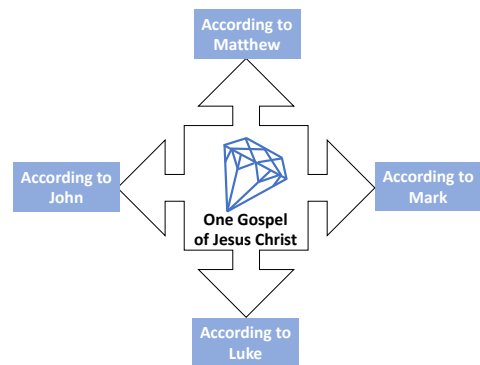 According to
Matthew
According to
John
One Gospel
of Jesus Christ
According to
Mark
According to
Luke